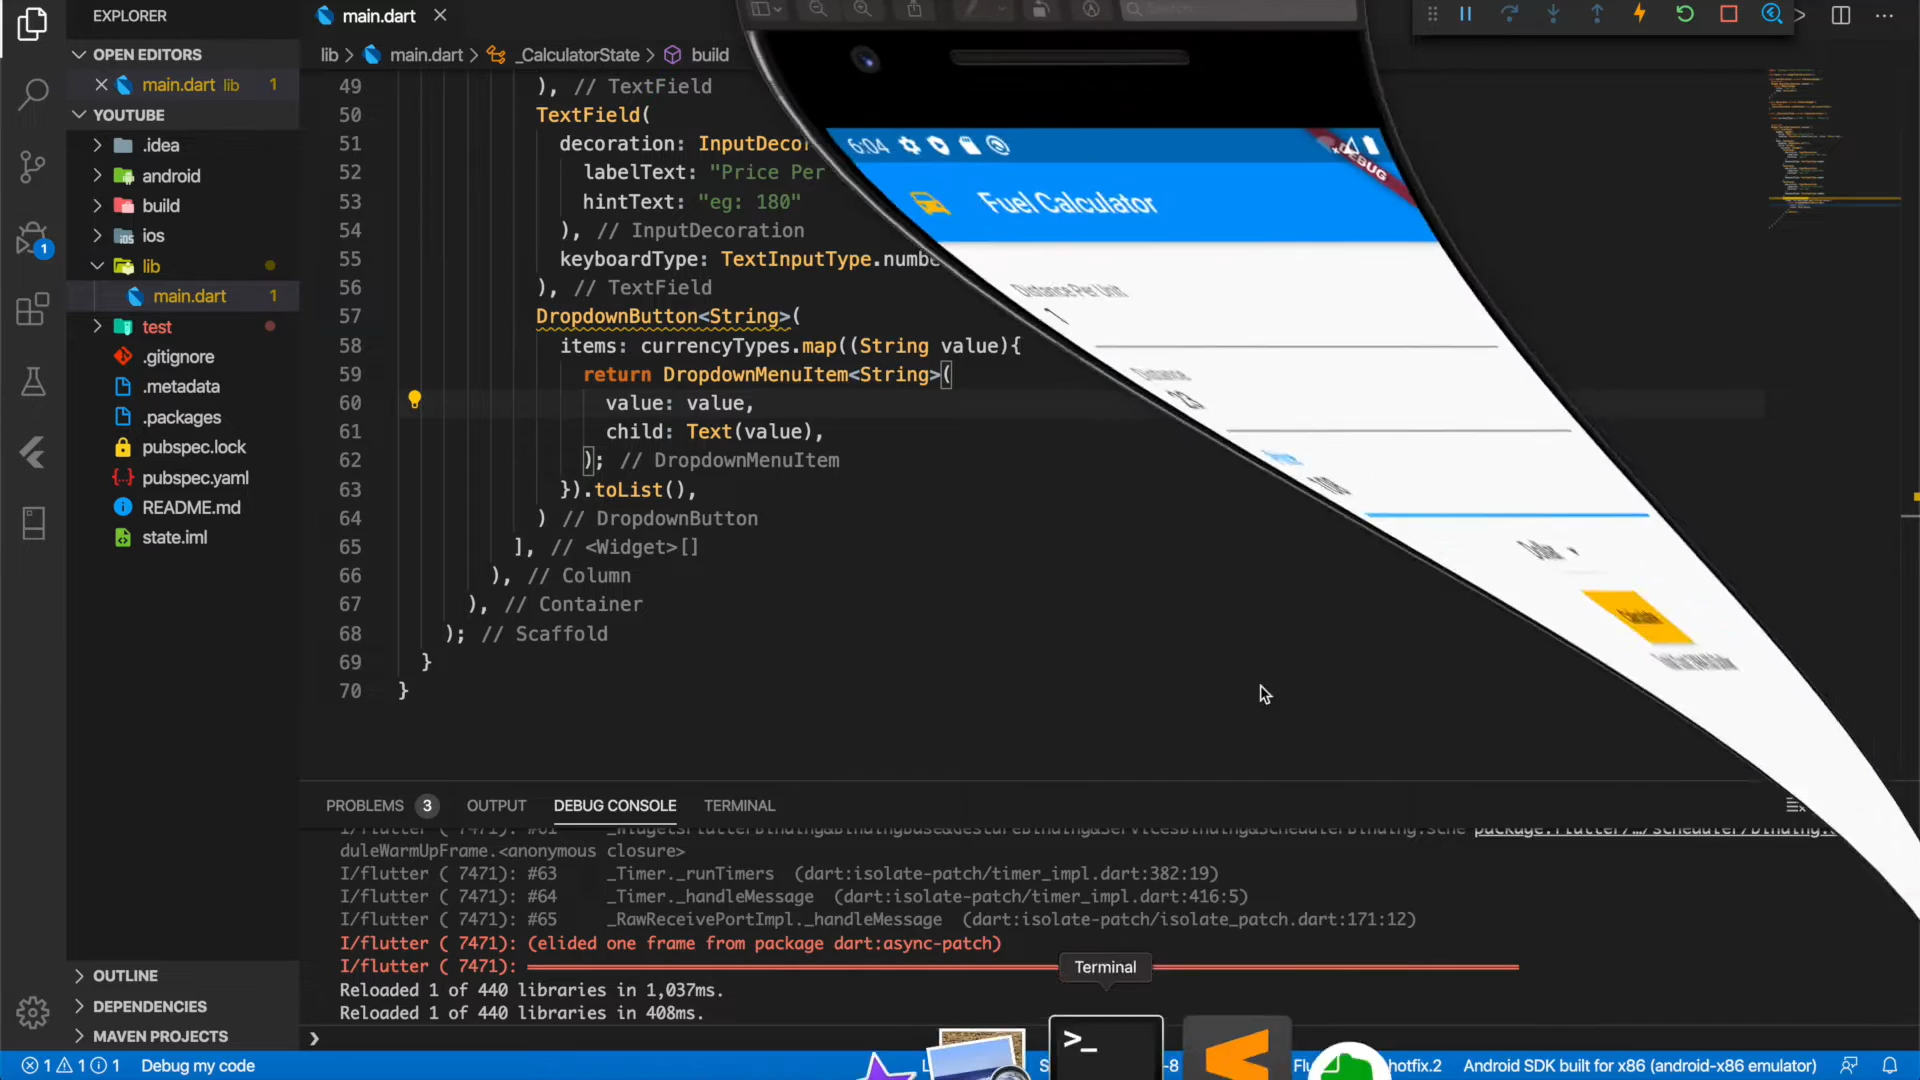 EXPLORER
OPEN EDITORS
main.dart lib 1
YOUTUBE
.idea
android
build
ios
lib
main.dart 1
test
.gitignore
.metadata
.packages
pubspec.lock
pubspec.yaml
README.md
state.iml
OUTLINE
DEPENDENCIES
MAVEN PROJECTS
1
main.dart
lib > main.dart > _CalculatorState > build
49 ), // TextField
50 TextField(
51 decoration: InputDecor
52 labelText: "Price Per
53 hintText: "eg: 180"
54 ), // InputDecoration
55 keyboardType: TextInputType.numbe
56 ), // TextField
57 DropdownButton<String>(
58 items: currencyTypes.map((String value){
59 return DropdownMenuItem<String>(
60 value: value,
61 child: Text(value),
62 ); // DropdownMenuItem
63 }).toList(),
64 ) // DropdownButton
65 ], // <Widget>[]
66 ), // Column
67 ), // Container
68 ); // Scaffold
69 }
70 }
6:04
DEBUG
Fuel Calculator
Distance Per Unit
1
Distance
PROBLEMS 3 OUTPUT DEBUG CONSOLE TERMINAL
duleWarmUpFrame.<anonymous closure>
I/flutter ( 7471): #63 _Timer._runTimers (dart:isolate-patch/timer_impl.dart:382:19)
I/flutter ( 7471): #64 _Timer._handleMessage (dart:isolate-patch/timer_impl.dart:416:5)
I/flutter ( 7471): #65 _RawReceivePortImpl._handleMessage (dart:isolate-patch/isolate_patch.dart:171:12)
I/flutter ( 7471): (elided one frame from package dart:async-patch)
I/flutter ( 7471):
Reloaded 1 of 440 libraries in 1,037ms.
Reloaded 1 of 440 libraries in 408ms.
Terminal
1 1 1 Debug my code
hotfix.2 Android SDK built for x86 (android-x86 emulator)